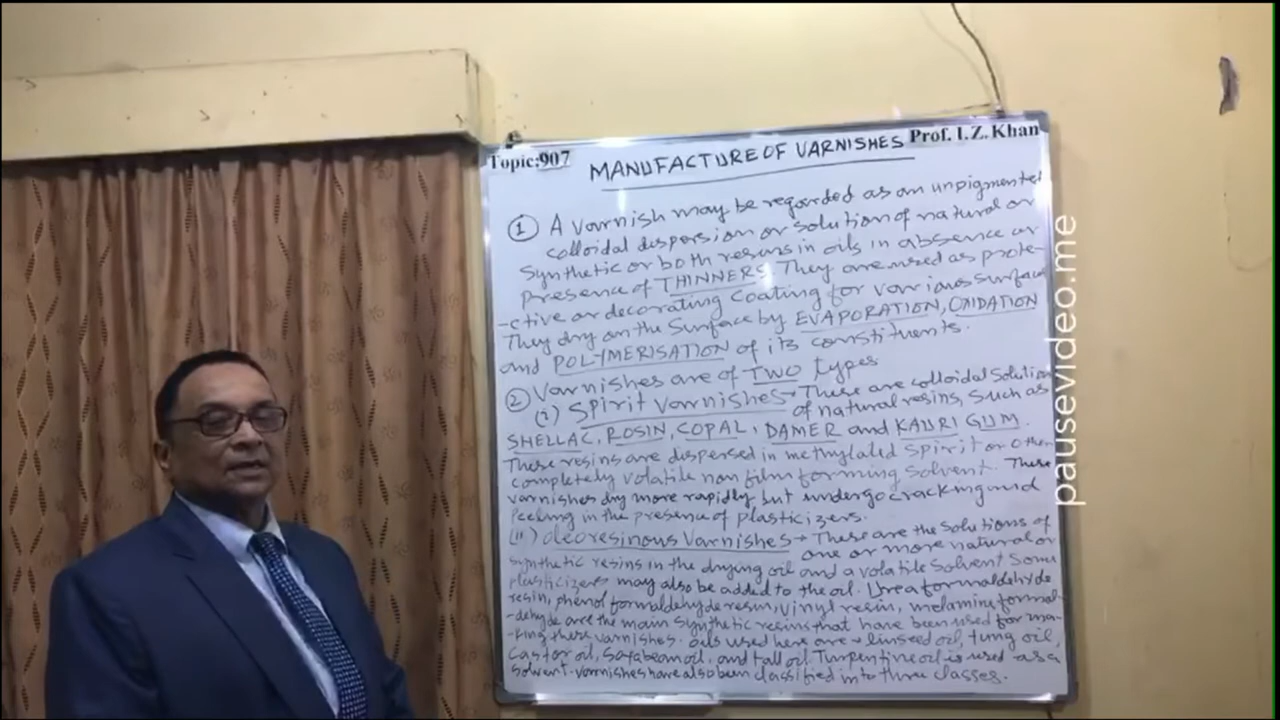 Topic:907
MANUFACTURE OF VARNISHES
Prof. I.Z. Khan
① A varnish may be regarded as an unpigmented
colloidal dispersion or solution of natural or
synthetic or both resins in oils in absence or
presence of THINNERS. They are used as prote-
-ctive or decorating coating for various surface
They dry on the surface by EVAPORATION, OXIDATION
and POLYMERISATION of its constituents.
② Varnishes are of TWO types
(i) Spirit varnishes → These are colloidal solution
of natural resins, such as
SHELLAC, ROSIN, COPAL, DAMER and KAURI GUM.
These resins are dispersed in methylated spirit or other
completely volatile non film forming solvent. These
varnishes dry more rapidly but undergo cracking and
peeling in the presence of plasticizers.
(ii) Oleoresinous Varnishes → These are the solutions of
one or more natural or
synthetic resins in the drying oil and a volatile solvent. Some
plasticizers may also be added to the oil. Urea formaldehyde
resin, phenol formaldehyde resin, vinyl resin, melamine formal-
-dehyde are the main synthetic resins that have been used for ma-
-king these varnishes. oils used here are → linseed oil, tung oil,
Castor oil, Soyabean oil, and tall oil. Turpentine oil is used as a
solvent. varnishes have also been classified into three classes.
pausevideo.me